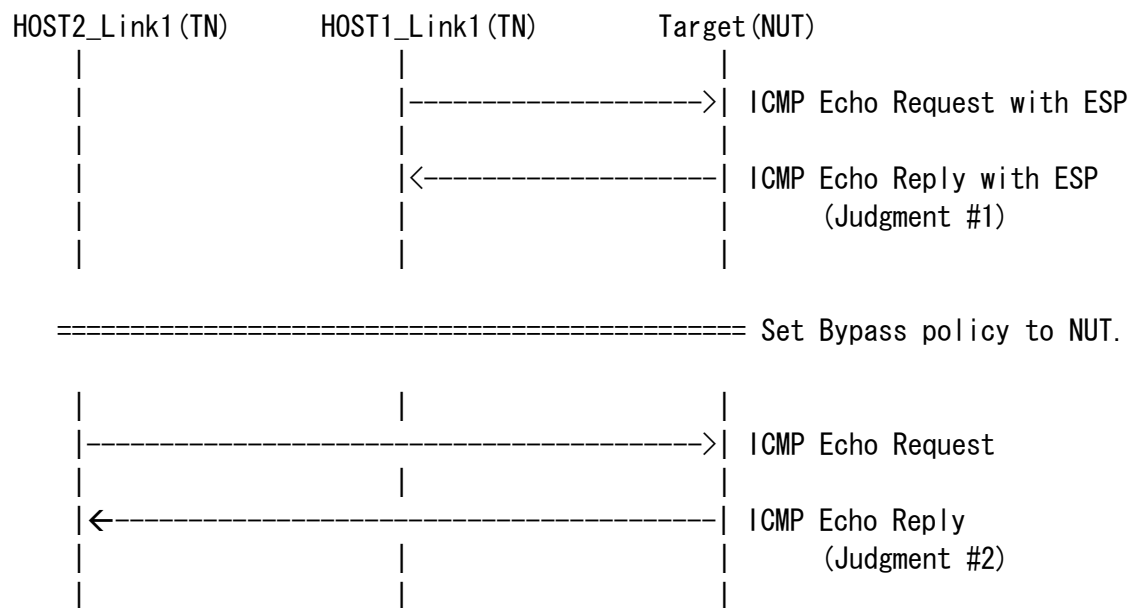 HOST2_Link1(TN) HOST1_Link1(TN) Target(NUT)
ICMP Echo Request with ESP
ICMP Echo Reply with ESP
(Judgment #1)
=============================================== Set Bypass policy to NUT.
ICMP Echo Request
ICMP Echo Reply
(Judgment #2)